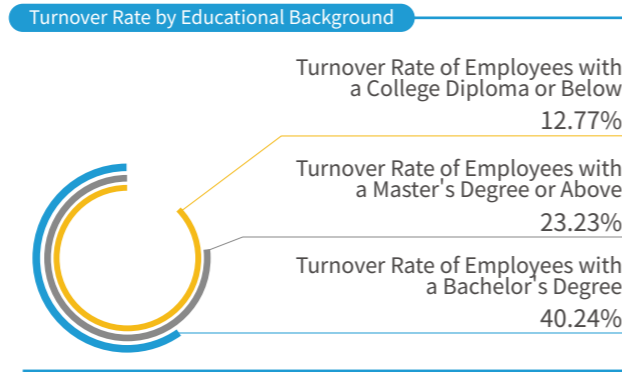 Turnover Rate by Educational Background
Turnover Rate of Employees with
a College Diploma or Below
12.77%
Turnover Rate of Employees with
a Master's Degree or Above
23.23%
Turnover Rate of Employees with
a Bachelor's Degree
40.24%